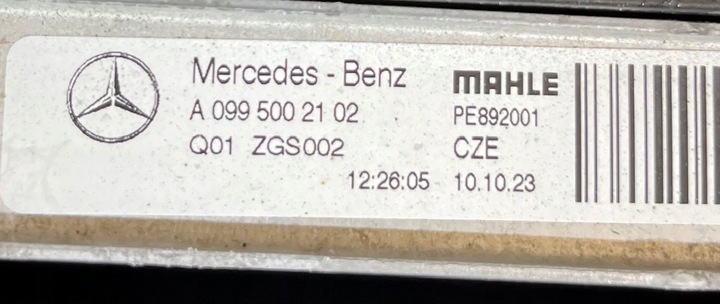 Mercedes-Benz MAHLE
A 099 500 21 02 PE892001
Q01 ZGS002 CZE
12:26:05 10.10.23